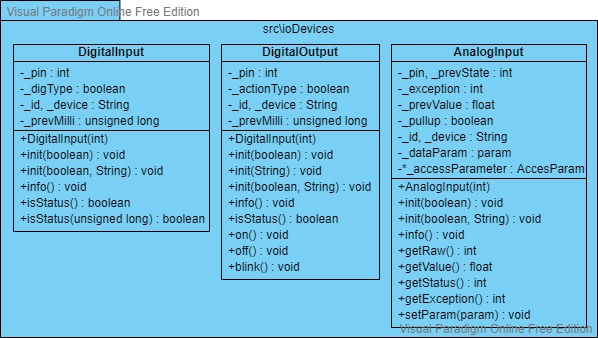 Visual Paradigm Online Free Edition
src\ioDevices
DigitalInput
-_pin : int
-_digType : boolean
-_id, _device : String
-_prevMilli : unsigned long
+DigitalInput(int)
+init(boolean) : void
+init(boolean, String) : void
+info() : void
+isStatus() : boolean
+isStatus(unsigned long) : boolean
DigitalOutput
-_pin : int
-_actionType : boolean
-_id, _device : String
-_prevMilli : unsigned long
+DigitalInput(int)
+init(boolean) : void
+init(String) : void
+init(boolean, String) : void
+info() : void
+isStatus() : boolean
+on() : void
+off() : void
+blink() : void
AnalogInput
-_pin, _prevState : int
-_exception : int
-_prevValue : float
-_pullup : boolean
-_id, _device : String
-_dataParam : param
-*_accessParameter : AccesParam
+AnalogInput(int)
+init(boolean) : void
+init(boolean, String) : void
+info() : void
+getRaw() : int
+getValue() : float
+getStatus() : int
+getException() : int
+setParam(param) : void
Visual Paradigm Online Free Edition